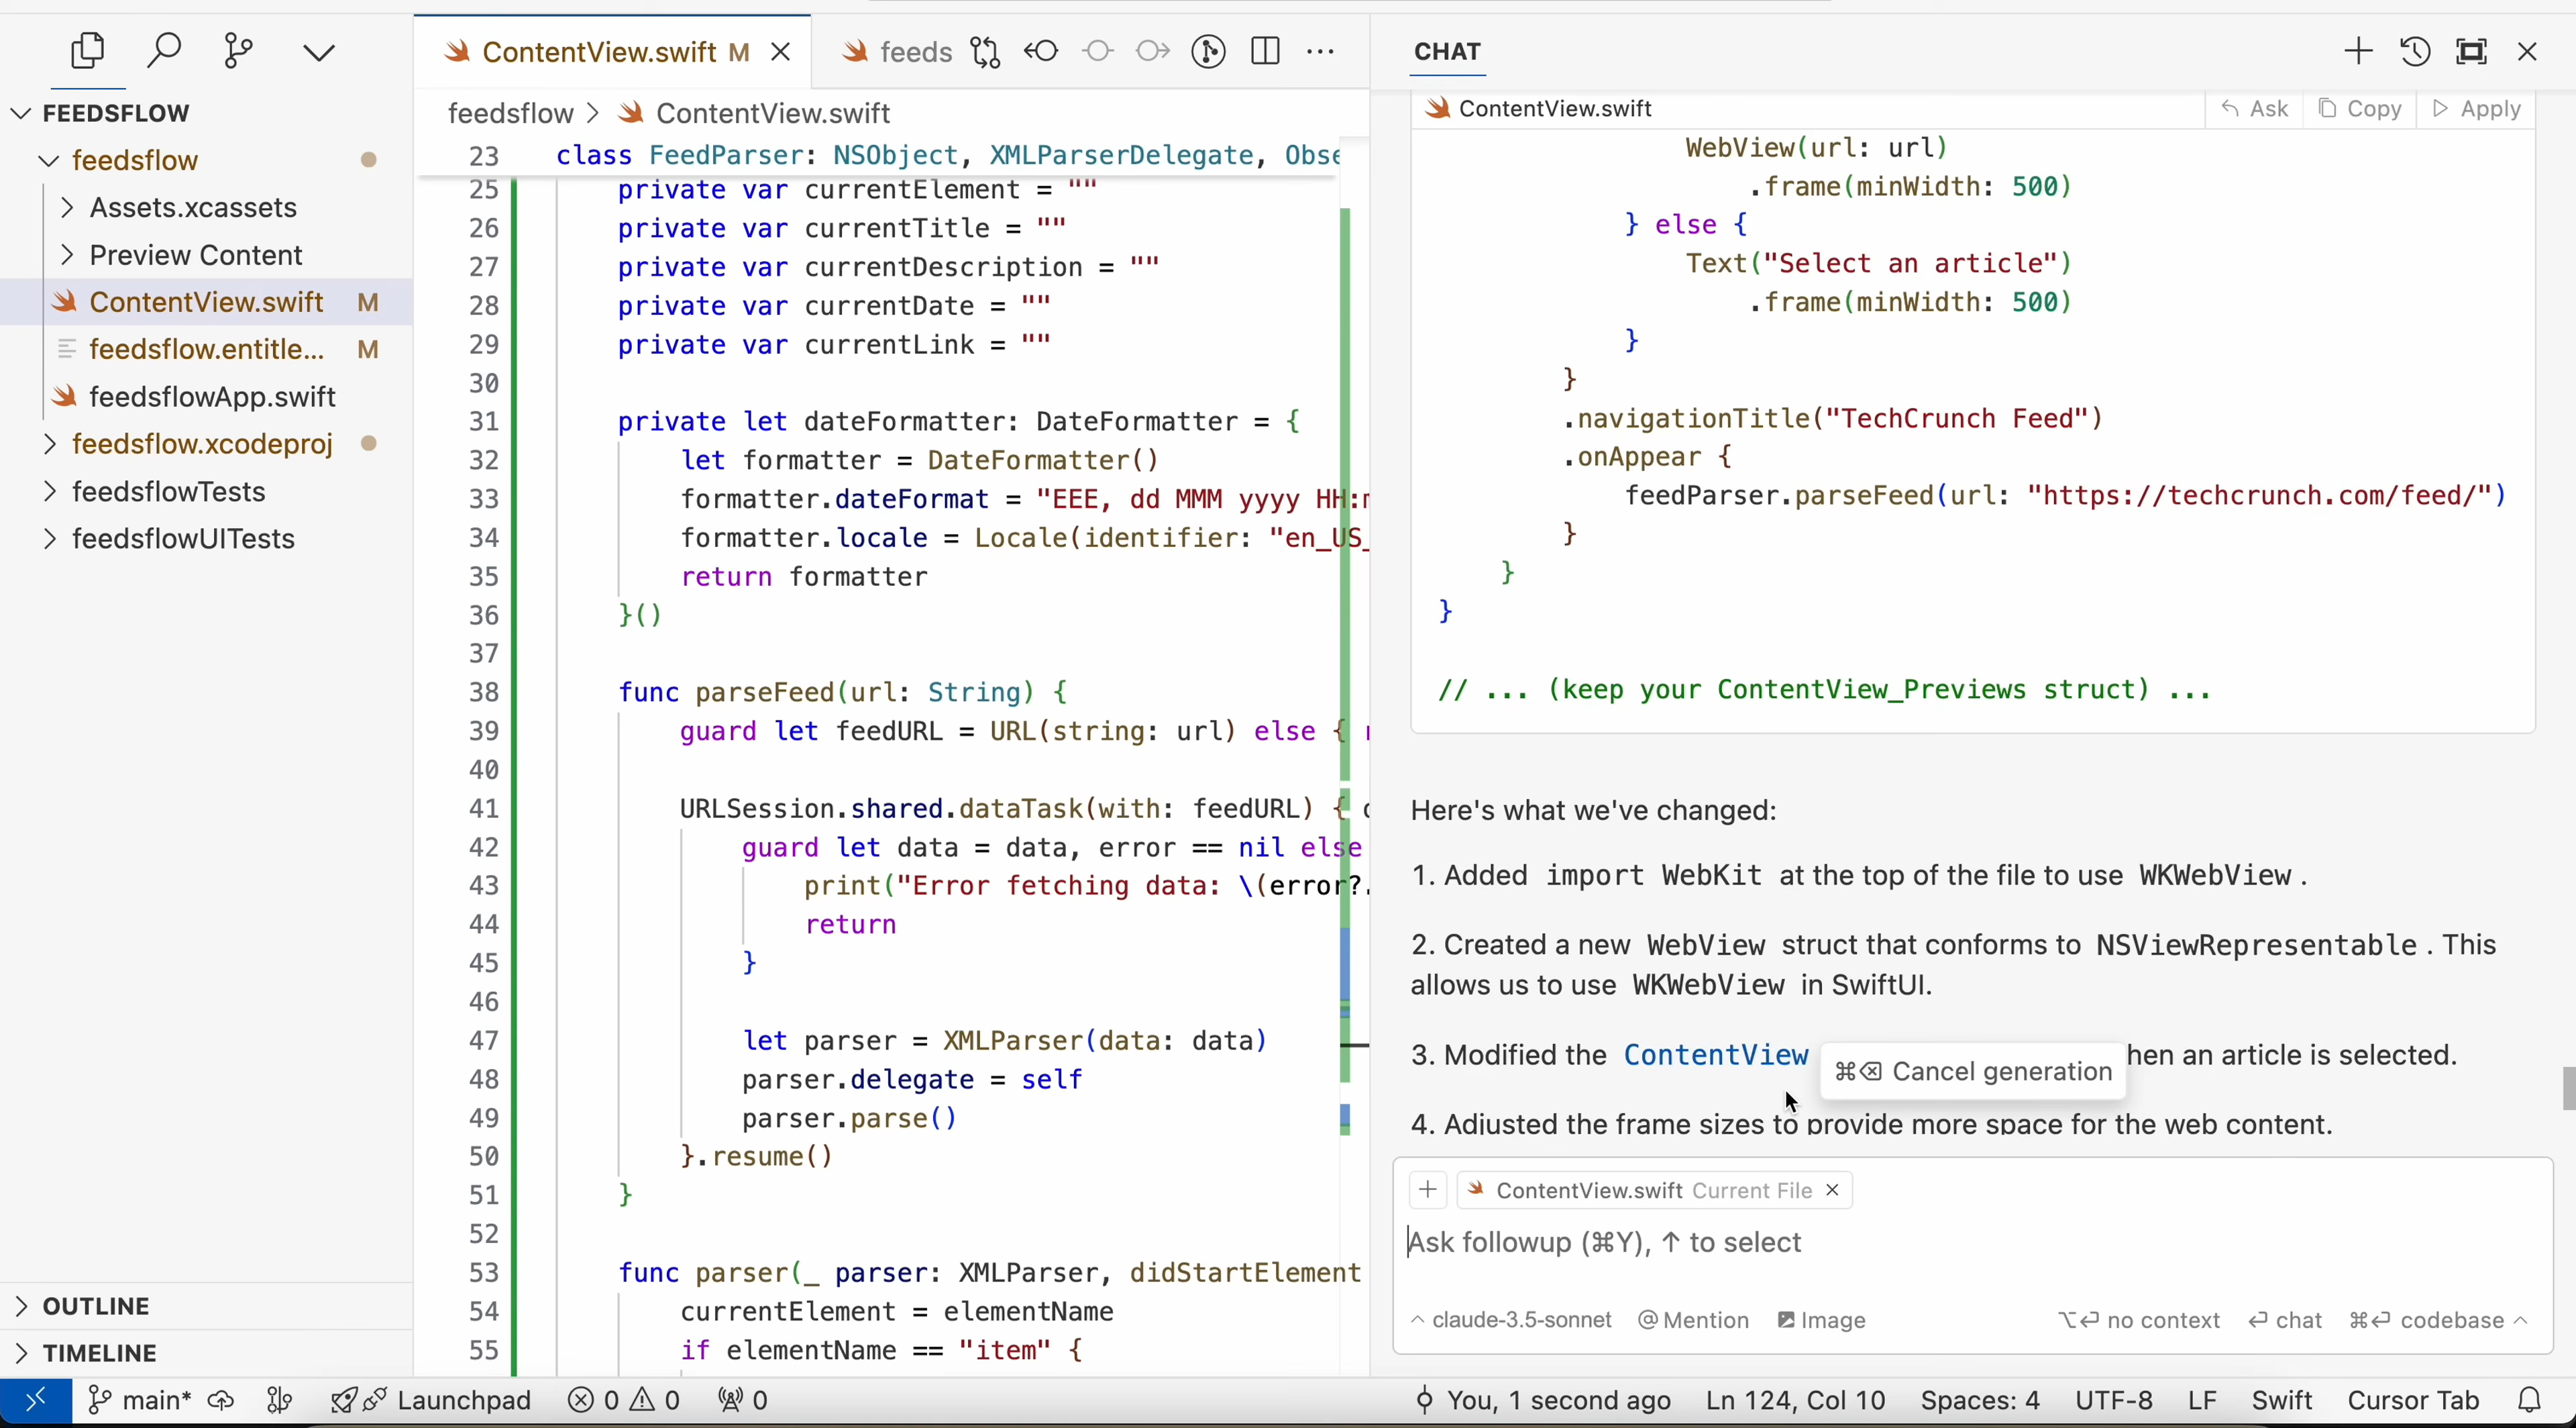 FEEDSFLOW
feedsflow
Assets.xcassets
Preview Content
ContentView.swift M
feedsflow.entitle... M
feedsflowApp.swift
feedsflow.xcodeproj
feedsflowTests
feedsflowUITests
OUTLINE
TIMELINE
ContentView.swift M
feeds
feedsflow > ContentView.swift
23 class FeedParser: NSObject, XMLParserDelegate, Obse
25 private var currentElement = ""
26 private var currentTitle = ""
27 private var currentDescription = ""
28 private var currentDate = ""
29 private var currentLink = ""
30
31 private let dateFormatter: DateFormatter = {
32 let formatter = DateFormatter()
33 formatter.dateFormat = "EEE, dd MMM yyyy HH:m
34 formatter.locale = Locale(identifier: "en_US_
35 return formatter
36 }()
37
38 func parseFeed(url: String) {
39 guard let feedURL = URL(string: url) else { r
40
41 URLSession.shared.dataTask(with: feedURL) { d
42 guard let data = data, error == nil else
43 print("Error fetching data: \(error?.
44 return
45 }
46
47 let parser = XMLParser(data: data)
48 parser.delegate = self
49 parser.parse()
50 }.resume()
51 }
52
53 func parser(_ parser: XMLParser, didStartElement
54 currentElement = elementName
55 if elementName == "item" {
CHAT
ContentView.swift Ask Copy Apply
WebView(url: url)
.frame(minWidth: 500)
} else {
Text("Select an article")
.frame(minWidth: 500)
}
}
.navigationTitle("TechCrunch Feed")
.onAppear {
feedParser.parseFeed(url: "https://techcrunch.com/feed/")
}
}
}
// ... (keep your ContentView_Previews struct) ...
Here's what we've changed:
1. Added import WebKit at the top of the file to use WKWebView.
2. Created a new WebView struct that conforms to NSViewRepresentable. This
allows us to use WKWebView in SwiftUI.
3. Modified the ContentView hen an article is selected.
⌘⌫ Cancel generation
4. Adjusted the frame sizes to provide more space for the web content.
ContentView.swift Current File
Ask followup (⌘Y), ↑ to select
claude-3.5-sonnet @Mention Image ⌥⏎ no context ⏎ chat ⌘⏎ codebase
main* Launchpad 0 0 0 You, 1 second ago Ln 124, Col 10 Spaces: 4 UTF-8 LF Swift Cursor Tab